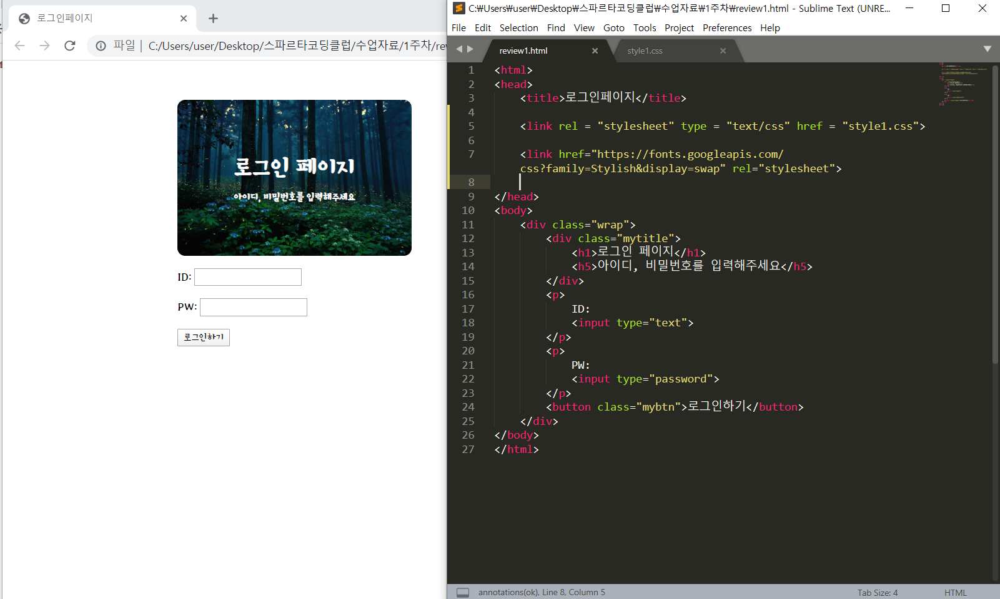 로그인페이지
파일 | C:/Users/user/Desktop/스파르타코딩클럽/수업자료/1주차/rev
로그인 페이지
아이디, 비밀번호를 입력해주세요
ID:
PW:
로그인하기
C:₩Users₩user₩Desktop₩스파르타코딩클럽₩수업자료₩1주차₩review1.html - Sublime Text (UNRE...
File Edit Selection Find View Goto Tools Project Preferences Help
review1.html style1.css
1 <html>
2 <head>
3 <title>로그인페이지</title>
4
5 <link rel = "stylesheet" type = "text/css" href = "style1.css">
6
7 <link href="https://fonts.googleapis.com/
css?family=Stylish&display=swap" rel="stylesheet">
8
9 </head>
10 <body>
11 <div class="wrap">
12 <div class="mytitle">
13 <h1>로그인 페이지</h1>
14 <h5>아이디, 비밀번호를 입력해주세요</h5>
15 </div>
16 <p>
17 ID:
18 <input type="text">
19 </p>
20 <p>
21 PW:
22 <input type="password">
23 </p>
24 <button class="mybtn">로그인하기</button>
25 </div>
26 </body>
27 </html>
annotations(ok), Line 8, Column 5 Tab Size: 4 HTML